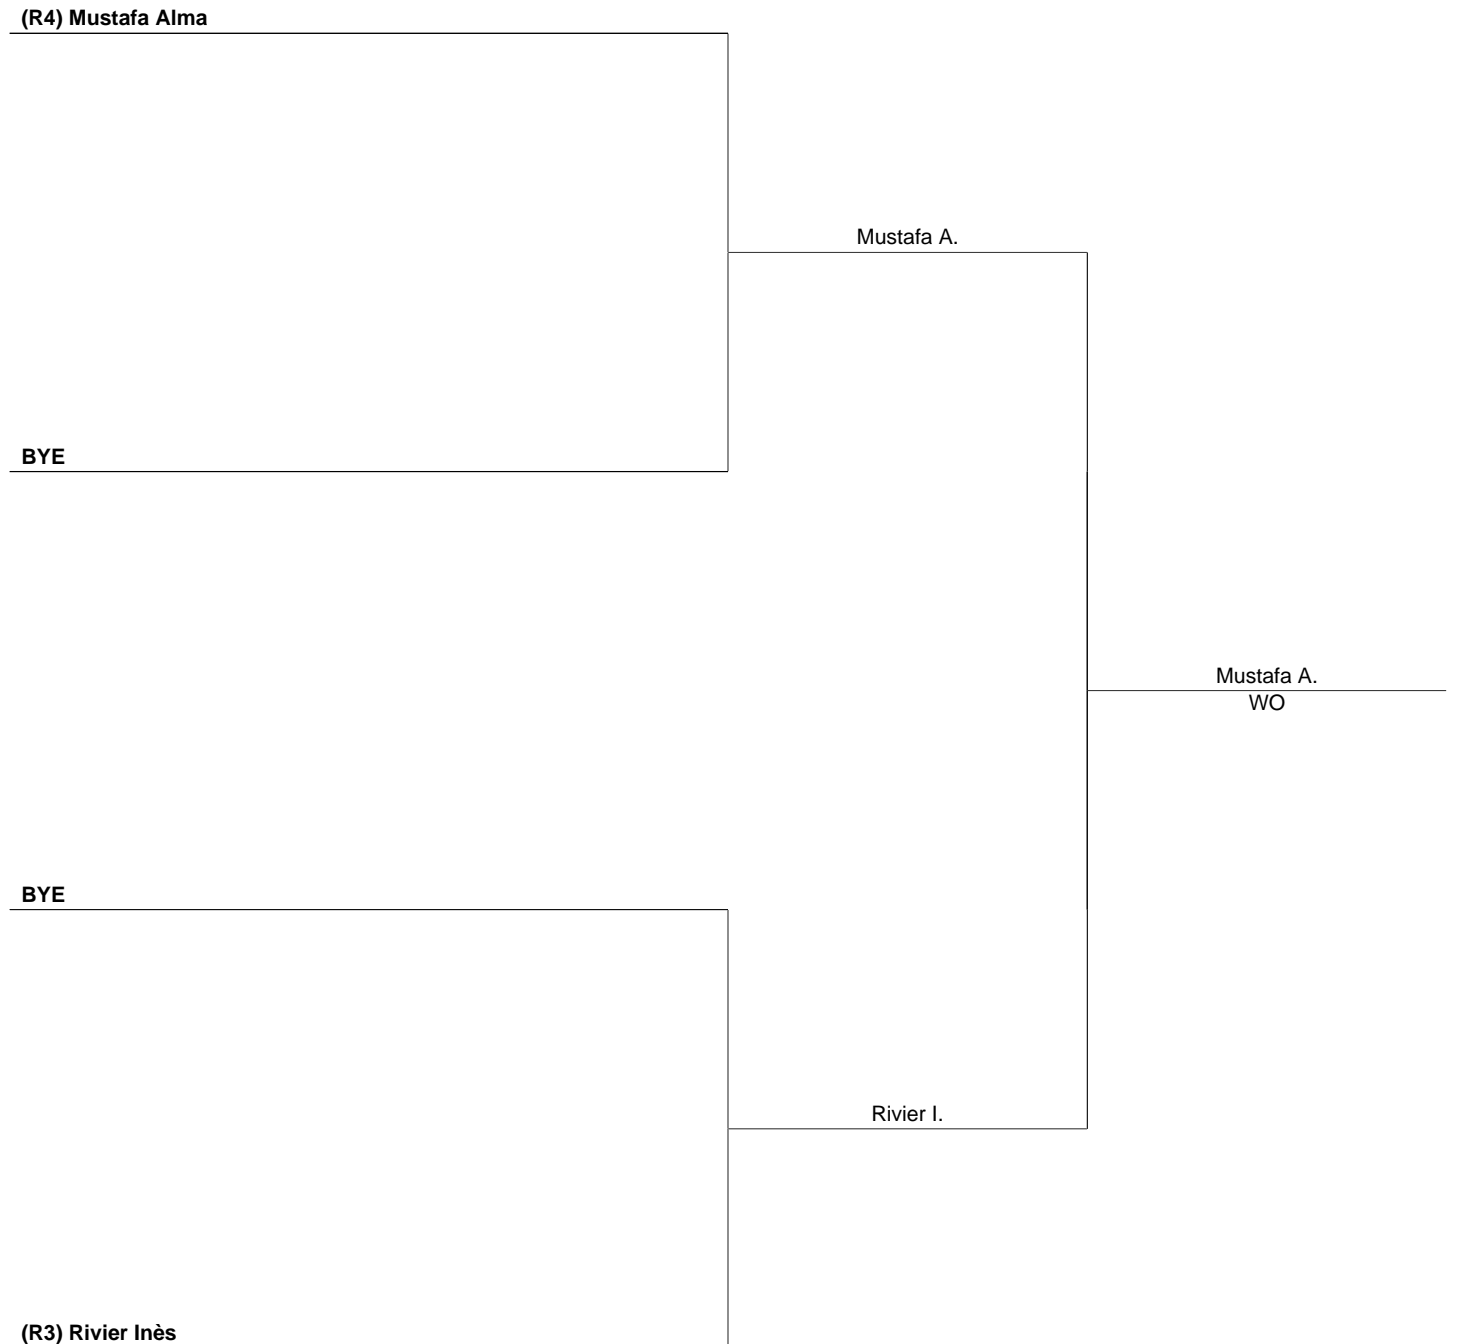 (R4) Mustafa Alma
Mustafa A.
BYE
Mustafa A.
WO
BYE
Rivier I.
(R3) Rivier Inès